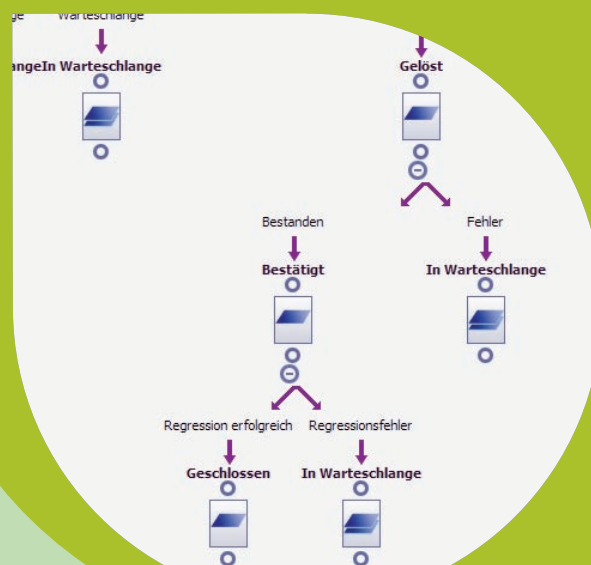 Warteschlange
In Warteschlange
Gelöst
Bestanden
Fehler
Bestätigt
In Warteschlange
Regression erfolgreich
Regressionsfehler
Geschlossen
In Warteschlange